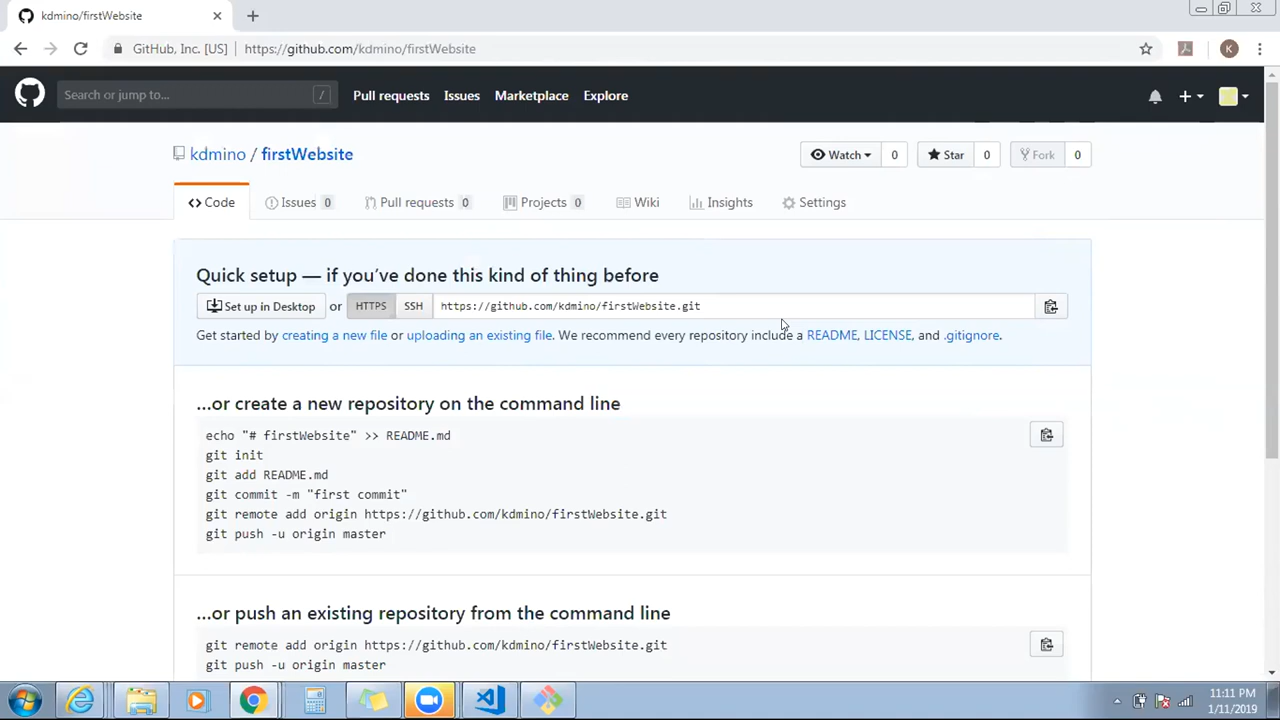 kdmino/firstWebsite
GitHub, Inc. [US]
https://github.com/kdmino/firstWebsite
K
Search or jump to...
/
Pull requests
Issues
Marketplace
Explore
kdmino / firstWebsite
Watch
0
Star
0
Fork
0
Code
Issues 0
Pull requests 0
Projects 0
Wiki
Insights
Settings
Quick setup — if you've done this kind of thing before
Set up in Desktop
or
HTTPS
SSH
https://github.com/kdmino/firstWebsite.git
Get started by creating a new file or uploading an existing file. We recommend every repository include a README, LICENSE, and .gitignore.
...or create a new repository on the command line
echo "# firstWebsite" >> README.md
git init
git add README.md
git commit -m "first commit"
git remote add origin https://github.com/kdmino/firstWebsite.git
git push -u origin master
...or push an existing repository from the command line
git remote add origin https://github.com/kdmino/firstWebsite.git
git push -u origin master
11:11 PM
1/11/2019